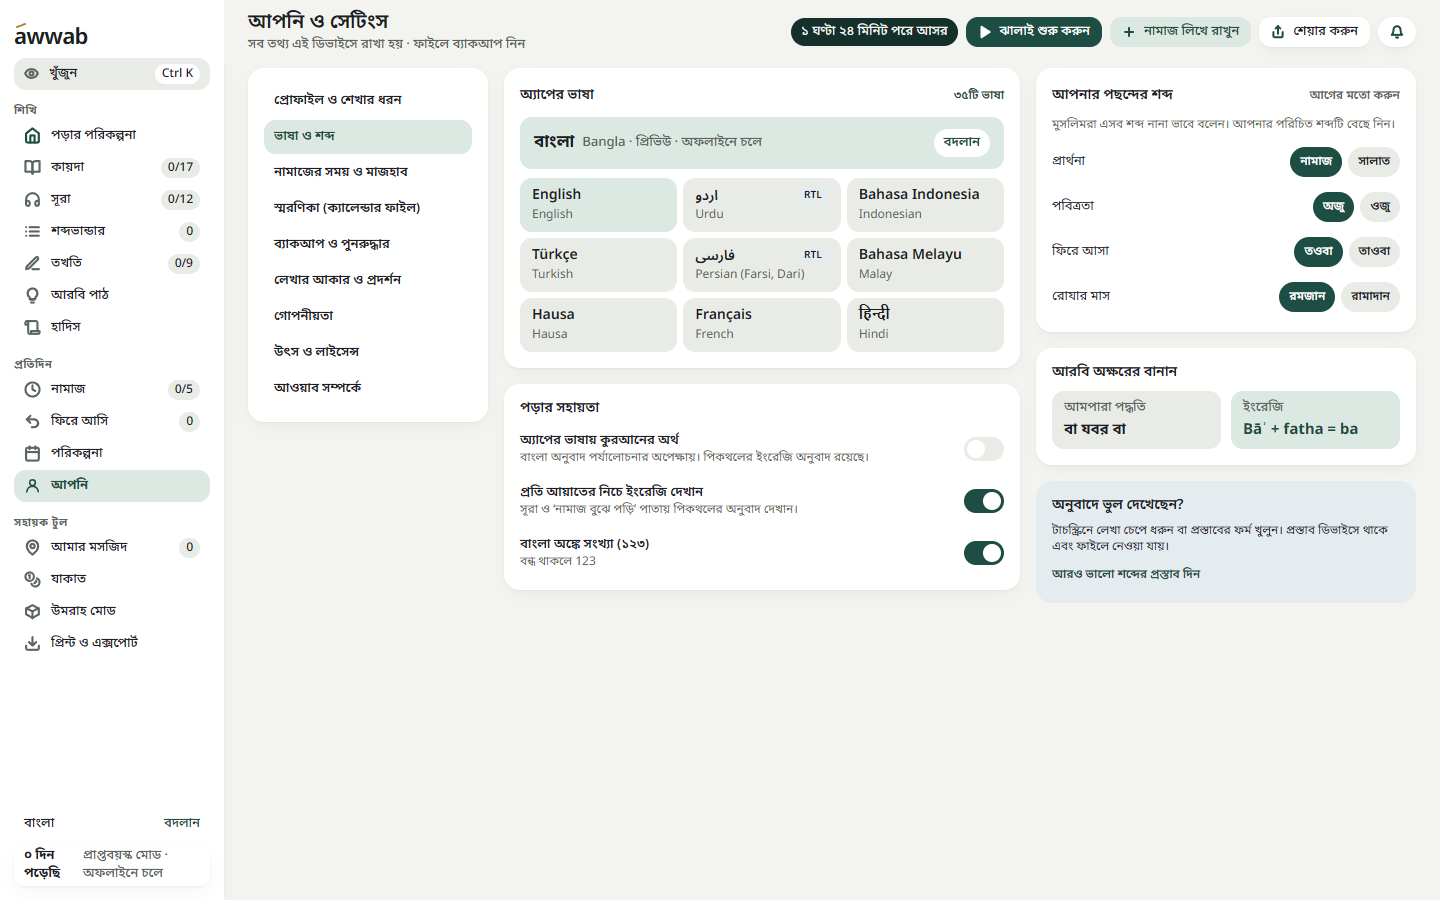 awwab
খুঁজুন Ctrl K
শিখি
পড়ার পরিকল্পনা
কায়দা 0/17
সূরা 0/12
শব্দভান্ডার 0
তখতি 0/9
আরবি পাঠ
হাদিস
প্রতিদিন
নামাজ 0/5
ফিরে আসি 0
পরিকল্পনা
আপনি
সহায়ক টুল
আমার মসজিদ 0
যাকাত
উমরাহ মোড
প্রিন্ট ও এক্সপোর্ট
বাংলা বদলান
০ দিন পড়েছি
প্রাপ্তবয়স্ক মোড · অফলাইনে চলে
আপনি ও সেটিংস
সব তথ্য এই ডিভাইসে রাখা হয় · ফাইলে ব্যাকআপ নিন
১ ঘণ্টা ২৪ মিনিট পরে আসর
ঝালাই শুরু করুন
নামাজ লিখে রাখুন
শেয়ার করুন
প্রোফাইল ও শেখার ধরন
ভাষা ও শব্দ
নামাজের সময় ও মাজহাব
স্মরণিকা (ক্যালেন্ডার ফাইল)
ব্যাকআপ ও পুনরুদ্ধার
লেখার আকার ও প্রদর্শন
গোপনীয়তা
উৎস ও লাইসেন্স
আওয়াব সম্পর্কে
অ্যাপের ভাষা ৩৫টি ভাষা
বাংলা Bangla · প্রিভিউ · অফলাইনে চলে বদলান
English
English
اردو RTL
Urdu
Bahasa Indonesia
Indonesian
Türkçe
Turkish
فارسی RTL
Persian (Farsi, Dari)
Bahasa Melayu
Malay
Hausa
Hausa
Français
French
हिन्दी
Hindi
পড়ার সহায়তা
অ্যাপের ভাষায় কুরআনের অর্থ
বাংলা অনুবাদ পর্যালোচনার অপেক্ষায়। পিকথলের ইংরেজি অনুবাদ রয়েছে।
প্রতি আয়াতের নিচে ইংরেজি দেখান
সূরা ও ‘নামাজ বুঝে পড়ি’ পাতায় পিকথলের অনুবাদ দেখান।
বাংলা অঙ্কে সংখ্যা (১২৩)
বন্ধ থাকলে 123
আপনার পছন্দের শব্দ আগের মতো করুন
মুসলিমরা এসব শব্দ নানা ভাবে বলেন। আপনার পরিচিত শব্দটি বেছে নিন।
প্রার্থনা নামাজ সালাত
পবিত্রতা অজু ওজু
ফিরে আসা তওবা তাওবা
রোযার মাস রমজান রামাদান
আরবি অক্ষরের বানান
আমপারা পদ্ধতি
বা যবর বা
ইংরেজি
Bāʾ + fatha = ba
অনুবাদে ভুল দেখেছেন?
টাচস্ক্রিনে লেখা চেপে ধরুন বা প্রস্তাবের ফর্ম খুলুন। প্রস্তাব ডিভাইসে থাকে
এবং ফাইলে নেওয়া যায়।
আরও ভালো শব্দের প্রস্তাব দিন